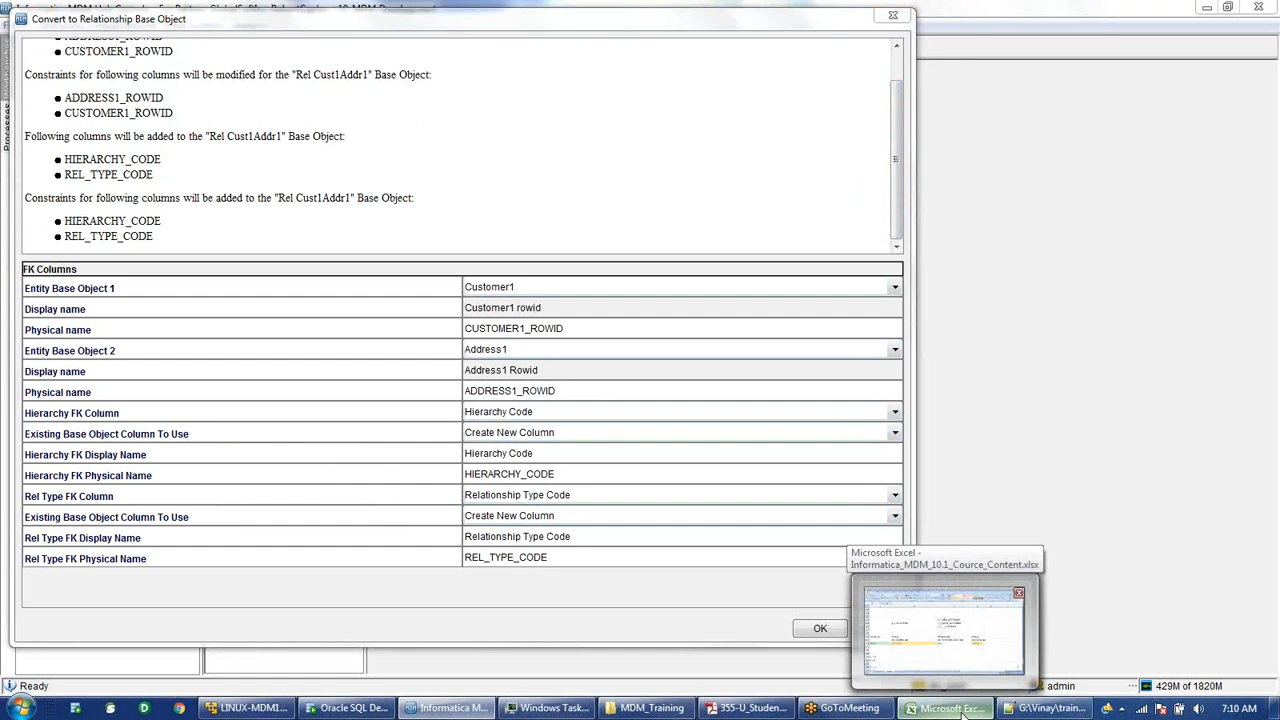 Convert to Relationship Base Object
CUSTOMER1_ROWID
Constraints for following columns will be modified for the "Rel Cust1Addr1" Base Object:
ADDRESS1_ROWID
CUSTOMER1_ROWID
Following columns will be added to the "Rel Cust1Addr1" Base Object:
HIERARCHY_CODE
REL_TYPE_CODE
Constraints for following columns will be added to the "Rel Cust1Addr1" Base Object:
HIERARCHY_CODE
REL_TYPE_CODE
FK Columns
Entity Base Object 1 Customer1
Display name Customer1 rowid
Physical name CUSTOMER1_ROWID
Entity Base Object 2 Address1
Display name Address1 Rowid
Physical name ADDRESS1_ROWID
Hierarchy FK Column Hierarchy Code
Existing Base Object Column To Use Create New Column
Hierarchy FK Display Name Hierarchy Code
Hierarchy FK Physical Name HIERARCHY_CODE
Rel Type FK Column Relationship Type Code
Existing Base Object Column To Use Create New Column
Rel Type FK Display Name Relationship Type Code
Rel Type FK Physical Name REL_TYPE_CODE
Microsoft Excel -
Informatica_MDM_10.1_Cource_Content.xlsx
OK
Processes
Ready
admin
429M of 1820M
LINUX-MDM1...
Oracle SQL De...
Informatica M...
Windows Task...
MDM_Training
355-U_Studen...
GoToMeeting
Microsoft Exc...
G:\Vinay\train...
7:10 AM